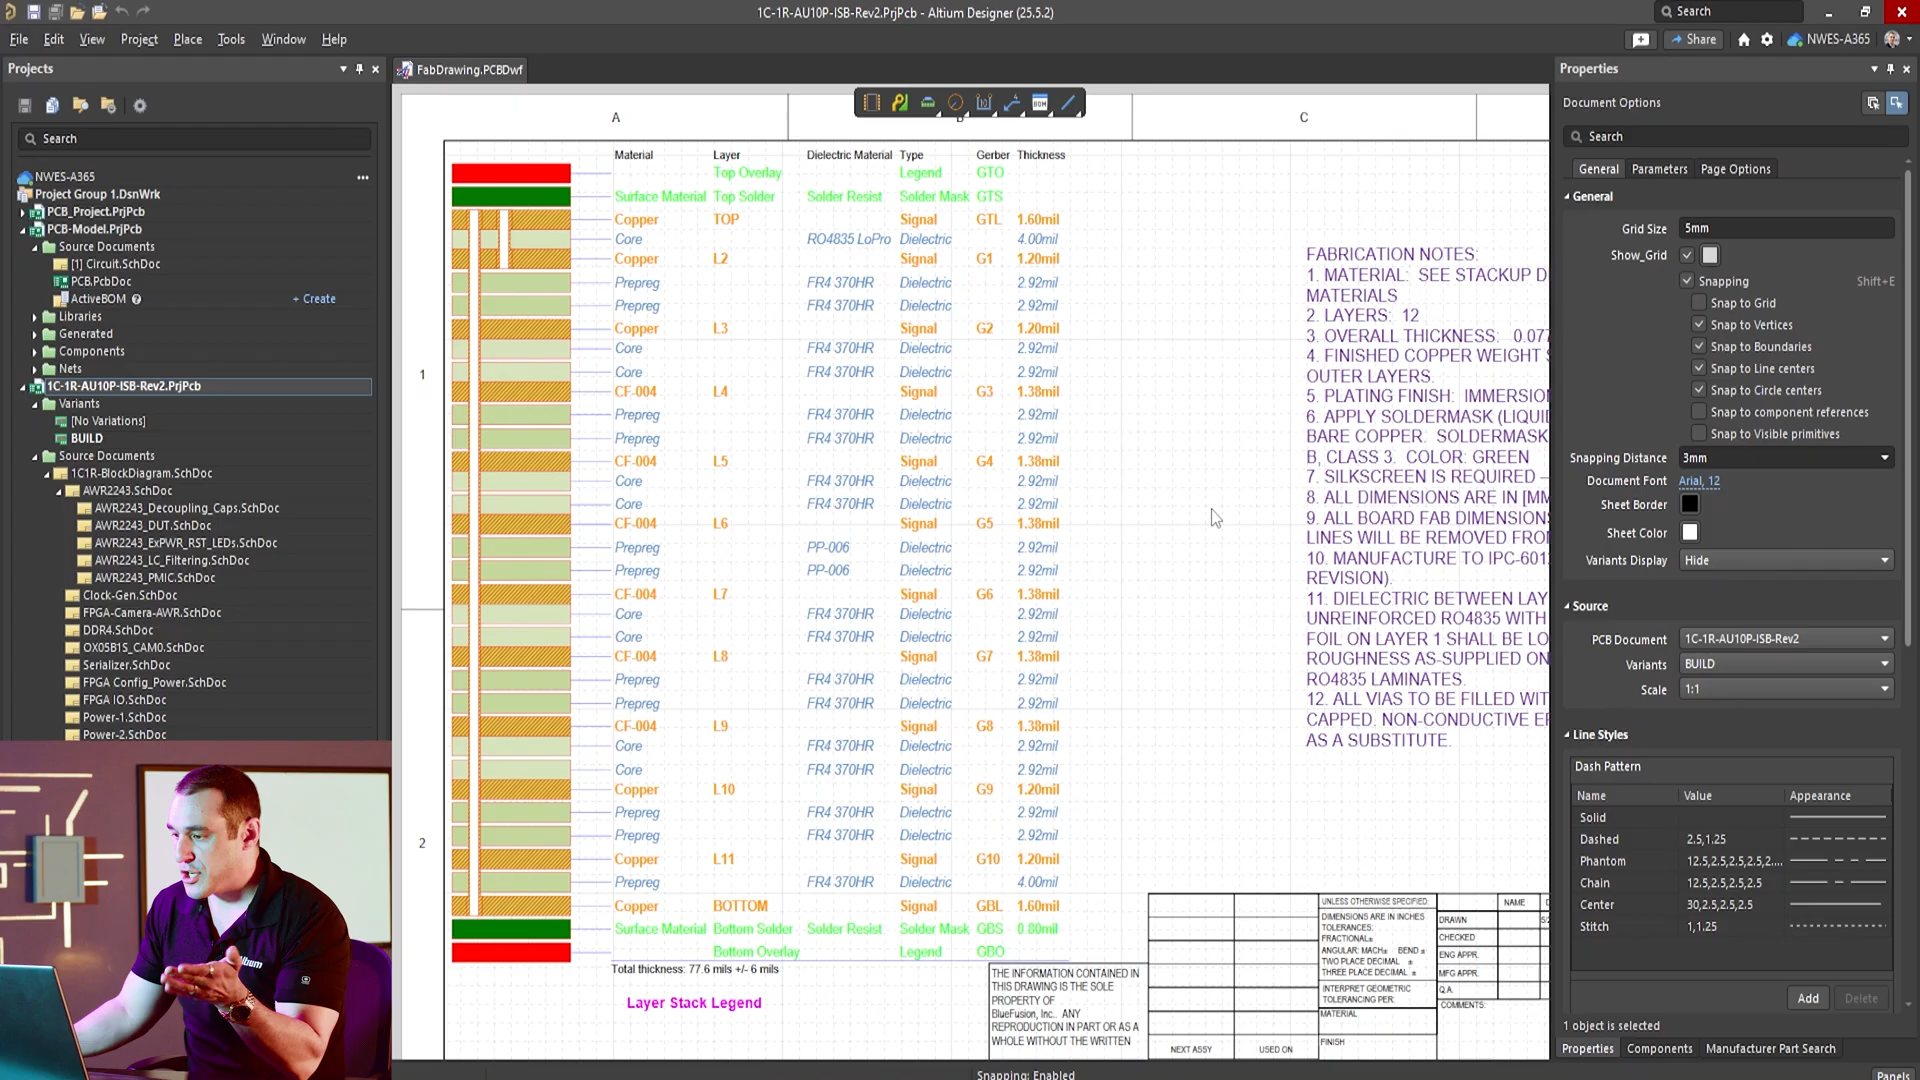 1C-1R-AU10P-ISB-Rev2.PrjPcb - Altium Designer (25.5.2)
Search
File Edit View Project Place Tools Window Help
Share
NWES-A365
Projects
Search
NWES-A365
Project Group 1.DsnWrk
PCB_Project.PrjPcb
PCB-Model.PrjPcb
Source Documents
[1] Circuit.SchDoc
PCB.PcbDoc
ActiveBOM
+ Create
Libraries
Generated
Components
Nets
1C-1R-AU10P-ISB-Rev2.PrjPcb
Variants
[No Variations]
BUILD
Source Documents
1C1R-BlockDiagram.SchDoc
AWR2243.SchDoc
AWR2243_Decoupling_Caps.SchDoc
AWR2243_DUT.SchDoc
AWR2243_ExPWR_RST_LEDs.SchDoc
AWR2243_LC_Filtering.SchDoc
AWR2243_PMIC.SchDoc
Clock-Gen.SchDoc
FPGA-Camera-AWR.SchDoc
DDR4.SchDoc
OX05B1S_CAM0.SchDoc
Serializer.SchDoc
FPGA Config_Power.SchDoc
FPGA IO.SchDoc
Power-1.SchDoc
Power-2.SchDoc
FabDrawing.PCBDwf
A C
1
2
Material Layer Dielectric Material Type Gerber Thickness
Top Overlay Legend GTO
Surface Material Top Solder Solder Resist Solder Mask GTS
Copper TOP Signal GTL 1.60mil
Core RO4835 LoPro Dielectric 4.00mil
Copper L2 Signal G1 1.20mil
Prepreg FR4 370HR Dielectric 2.92mil
Prepreg FR4 370HR Dielectric 2.92mil
Copper L3 Signal G2 1.20mil
Core FR4 370HR Dielectric 2.92mil
Core FR4 370HR Dielectric 2.92mil
CF-004 L4 Signal G3 1.38mil
Prepreg FR4 370HR Dielectric 2.92mil
Prepreg FR4 370HR Dielectric 2.92mil
CF-004 L5 Signal G4 1.38mil
Core FR4 370HR Dielectric 2.92mil
Core FR4 370HR Dielectric 2.92mil
CF-004 L6 Signal G5 1.38mil
Prepreg PP-006 Dielectric 2.92mil
Prepreg PP-006 Dielectric 2.92mil
CF-004 L7 Signal G6 1.38mil
Core FR4 370HR Dielectric 2.92mil
Core FR4 370HR Dielectric 2.92mil
CF-004 L8 Signal G7 1.38mil
Prepreg FR4 370HR Dielectric 2.92mil
Prepreg FR4 370HR Dielectric 2.92mil
CF-004 L9 Signal G8 1.38mil
Core FR4 370HR Dielectric 2.92mil
Core FR4 370HR Dielectric 2.92mil
Copper L10 Signal G9 1.20mil
Prepreg FR4 370HR Dielectric 2.92mil
Prepreg FR4 370HR Dielectric 2.92mil
Copper L11 Signal G10 1.20mil
Prepreg FR4 370HR Dielectric 4.00mil
Copper BOTTOM Signal GBL 1.60mil
Surface Material Bottom Solder Solder Resist Solder Mask GBS 0.80mil
Bottom Overlay Legend GBO
Total thickness: 77.6 mils +/- 6 mils
Layer Stack Legend
FABRICATION NOTES:
1. MATERIAL: SEE STACKUP D
MATERIALS
2. LAYERS: 12
3. OVERALL THICKNESS: 0.077
4. FINISHED COPPER WEIGHT S
OUTER LAYERS.
5. PLATING FINISH: IMMERSIO
6. APPLY SOLDERMASK (LIQUID
BARE COPPER. SOLDERMASK
B, CLASS 3. COLOR: GREEN
7. SILKSCREEN IS REQUIRED –
8. ALL DIMENSIONS ARE IN [MM
9. ALL BOARD FAB DIMENSIONS
LINES WILL BE REMOVED FROM
10. MANUFACTURE TO IPC-6012
REVISION).
11. DIELECTRIC BETWEEN LAY
UNREINFORCED RO4835 WITH
FOIL ON LAYER 1 SHALL BE LO
ROUGHNESS AS-SUPPLIED ON
RO4835 LAMINATES.
12. ALL VIAS TO BE FILLED WIT
CAPPED. NON-CONDUCTIVE EP
AS A SUBSTITUTE.
THE INFORMATION CONTAINED IN
THIS DRAWING IS THE SOLE
PROPERTY OF
BlueFusion, Inc.. ANY
REPRODUCTION IN PART OR AS A
WHOLE WITHOUT THE WRITTEN
NEXT ASSY USED ON
UNLESS OTHERWISE SPECIFIED:
DIMENSIONS ARE IN INCHES
TOLERANCES:
FRACTIONAL±
ANGULAR: MACH± BEND ±
TWO PLACE DECIMAL ±
THREE PLACE DECIMAL ±
INTERPRET GEOMETRIC
TOLERANCING PER:
MATERIAL
FINISH
NAME
DRAWN
CHECKED
ENG APPR.
MFG APPR.
Q.A.
COMMENTS:
Properties
Document Options
Search
General Parameters Page Options
General
Grid Size 5mm
Show_Grid
Snapping Shift+E
Snap to Grid
Snap to Vertices
Snap to Boundaries
Snap to Line centers
Snap to Circle centers
Snap to component references
Snap to Visible primitives
Snapping Distance 3mm
Document Font Arial, 12
Sheet Border
Sheet Color
Variants Display Hide
Source
PCB Document 1C-1R-AU10P-ISB-Rev2
Variants BUILD
Scale 1:1
Line Styles
Dash Pattern
Name Value Appearance
Solid
Dashed 2.5,1.25
Phantom 12.5,2.5,2.5,2.5,2....
Chain 12.5,2.5,2.5,2.5
Center 30,2.5,2.5,2.5
Stitch 1,1.25
Add Delete
1 object is selected
Properties Components Manufacturer Part Search
Snapping: Enabled
Panels